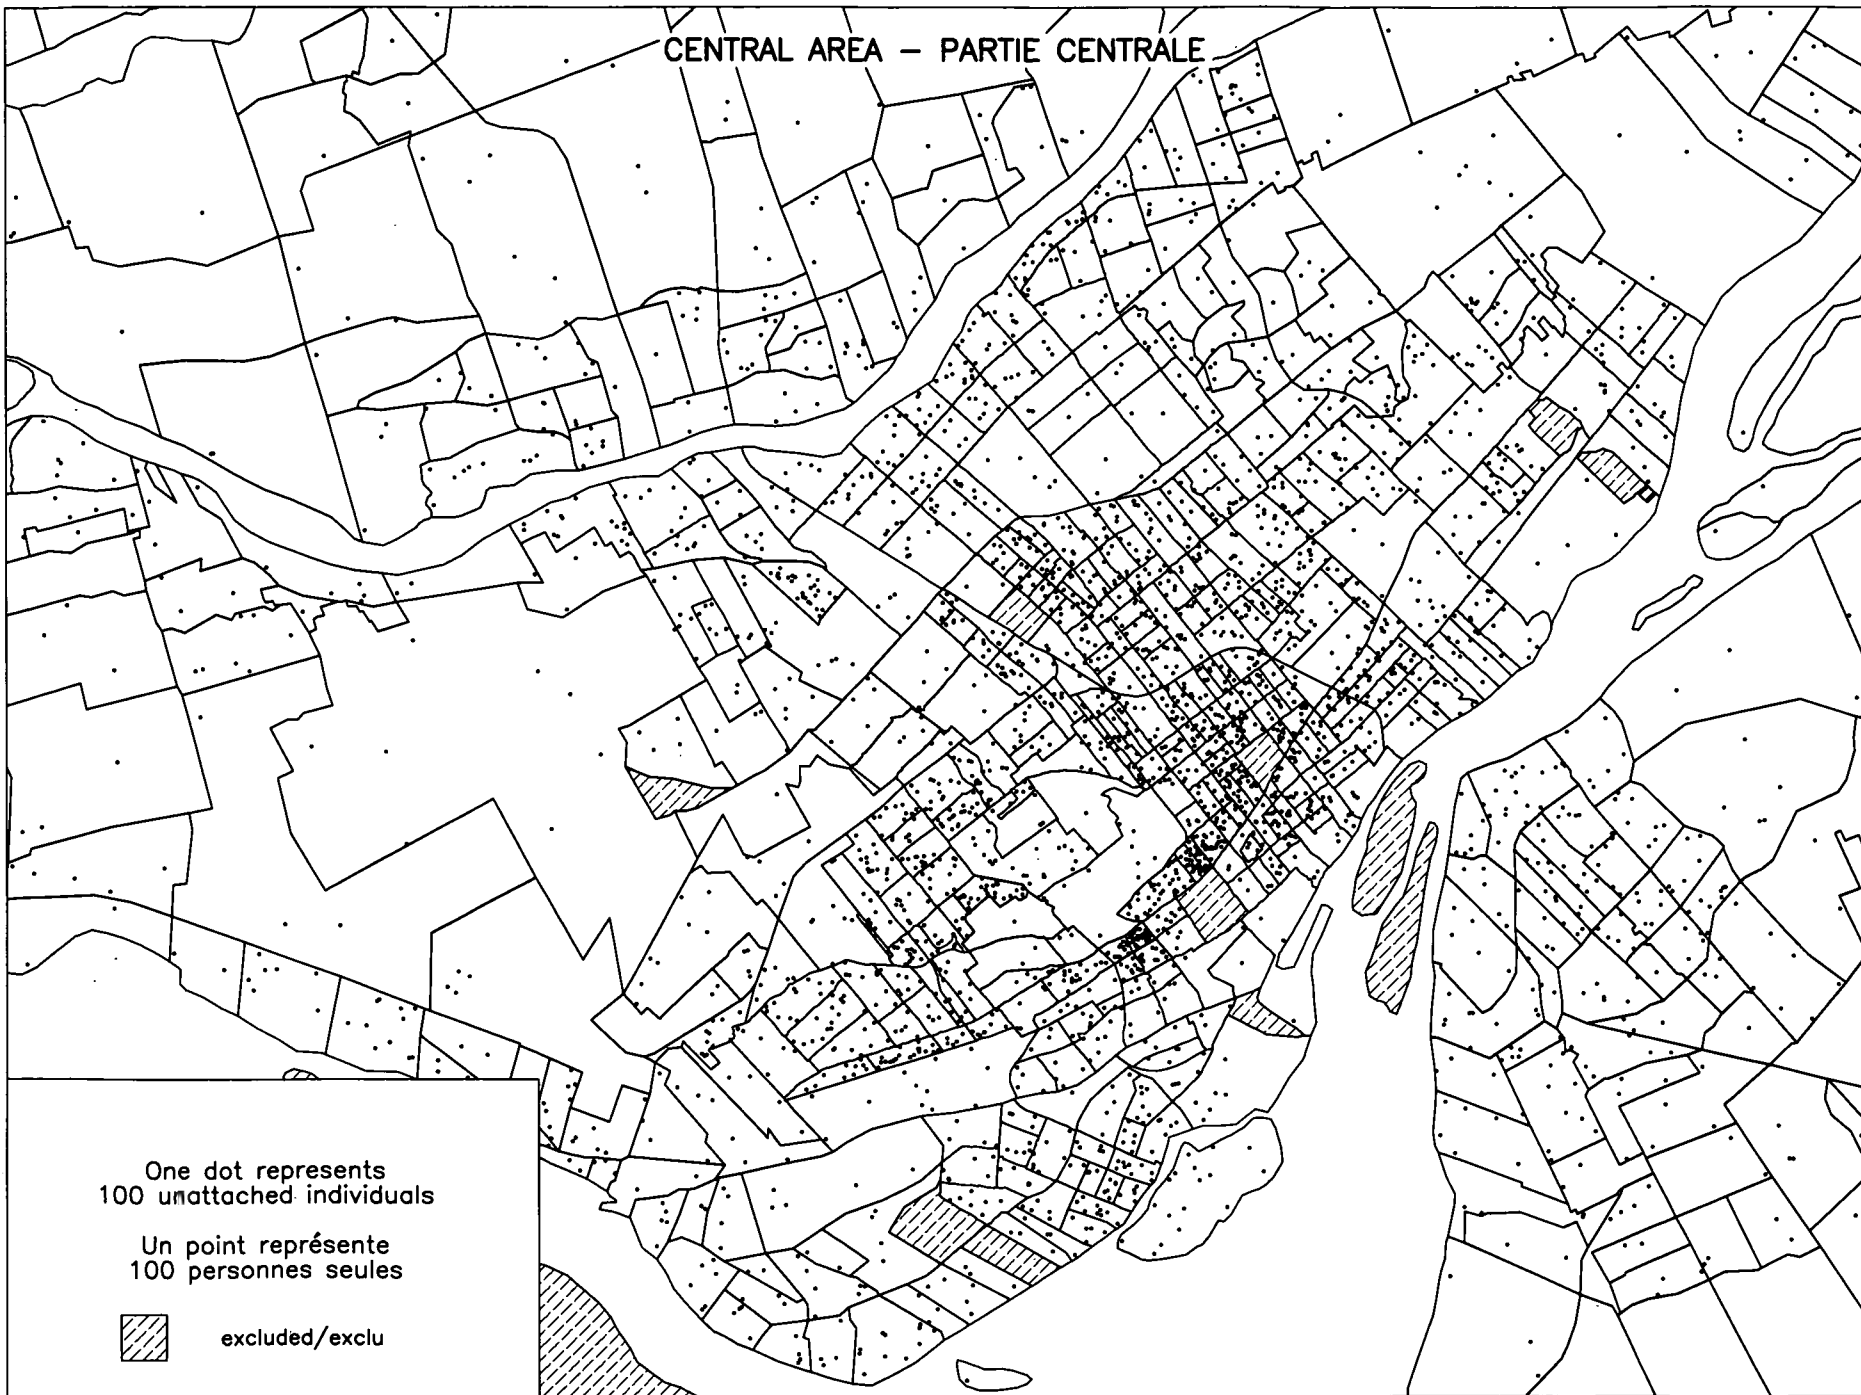 CENTRAL AREA – PARTIE CENTRALE
One dot represents
100 unattached individuals
Un point représente
100 personnes seules
excluded/exclu